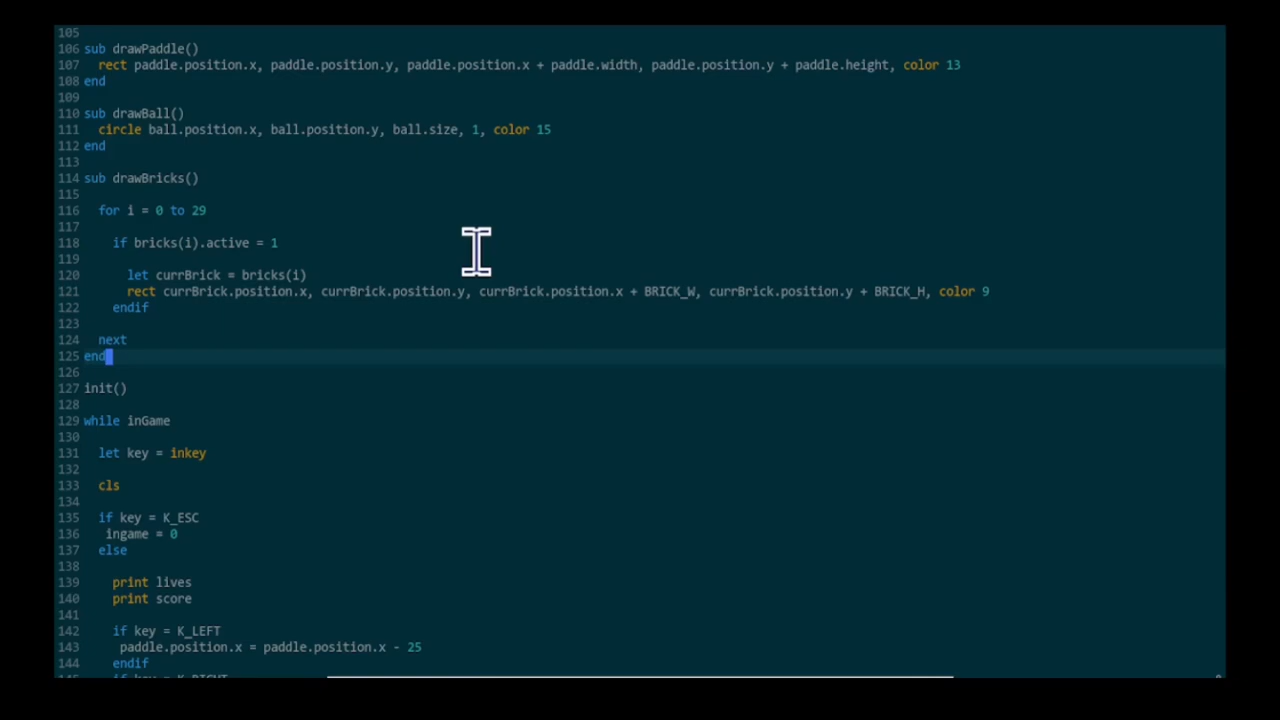 105
106 sub drawPaddle()
107 rect paddle.position.x, paddle.position.y, paddle.position.x + paddle.width, paddle.position.y + paddle.height, color 13
108 end
109
110 sub drawBall()
111 circle ball.position.x, ball.position.y, ball.size, 1, color 15
112 end
113
114 sub drawBricks()
115
116 for i = 0 to 29
117
118 if bricks(i).active = 1
119
120 let currBrick = bricks(i)
121 rect currBrick.position.x, currBrick.position.y, currBrick.position.x + BRICK_W, currBrick.position.y + BRICK_H, color 9
122 endif
123
124 next
125 end
126
127 init()
128
129 while inGame
130
131 let key = inkey
132
133 cls
134
135 if key = K_ESC
136 ingame = 0
137 else
138
139 print lives
140 print score
141
142 if key = K_LEFT
143 paddle.position.x = paddle.position.x - 25
144 endif
145 if key = K_RIGHT